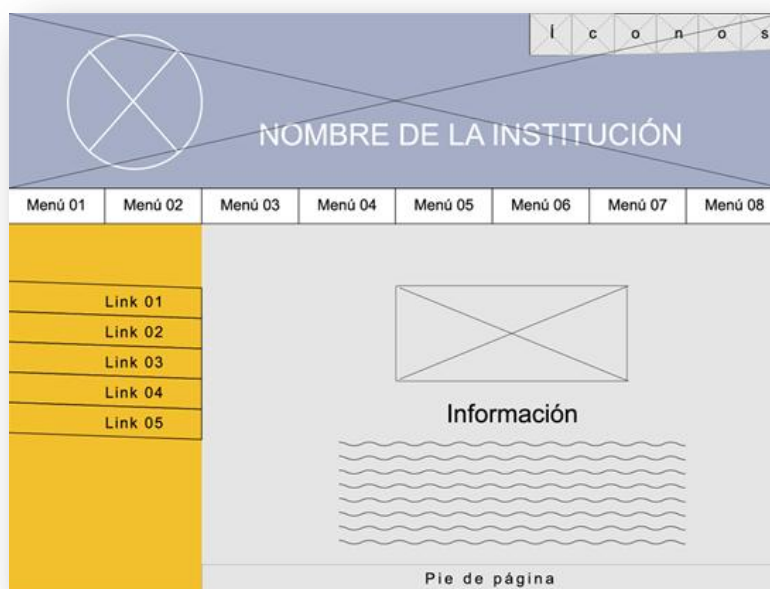 Íconos
NOMBRE DE LA INSTITUCIÓN
Menú 01 Menú 02 Menú 03 Menú 04 Menú 05 Menú 06 Menú 07 Menú 08
Link 01
Link 02
Link 03
Link 04
Link 05
Información
Pie de página